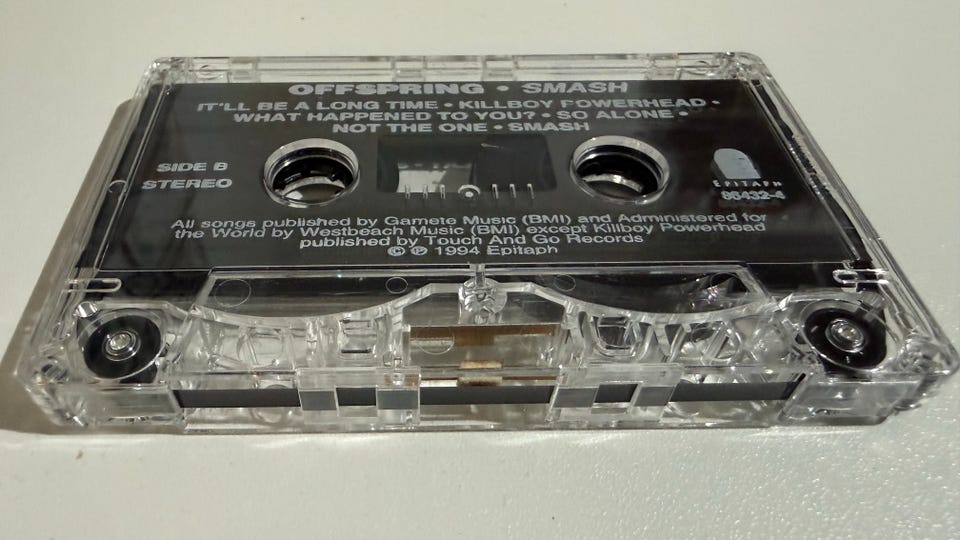 OFFSPRING • SMASH
IT'LL BE A LONG TIME • KILLBOY POWERHEAD •
WHAT HAPPENED TO YOU? • SO ALONE •
NOT THE ONE • SMASH
SIDE B
STEREO
EPITAPH
86432-4
All songs published by Gamete Music (BMI) and Administered for
the World by Westbeach Music (BMI) except Killboy Powerhead
published by Touch And Go Records
© ℗ 1994 Epitaph